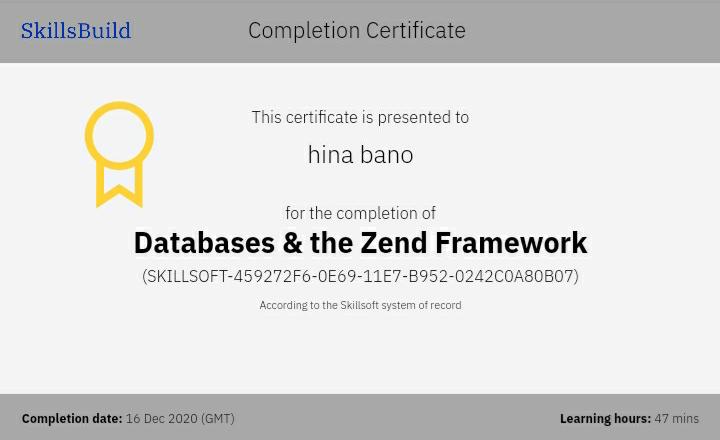 SkillsBuild
Completion Certificate
This certificate is presented to
hina bano
for the completion of
Databases & the Zend Framework
(SKILLSOFT-459272F6-0E69-11E7-B952-0242C0A80B07)
According to the Skillsoft system of record
Completion date: 16 Dec 2020 (GMT)
Learning hours: 47 mins